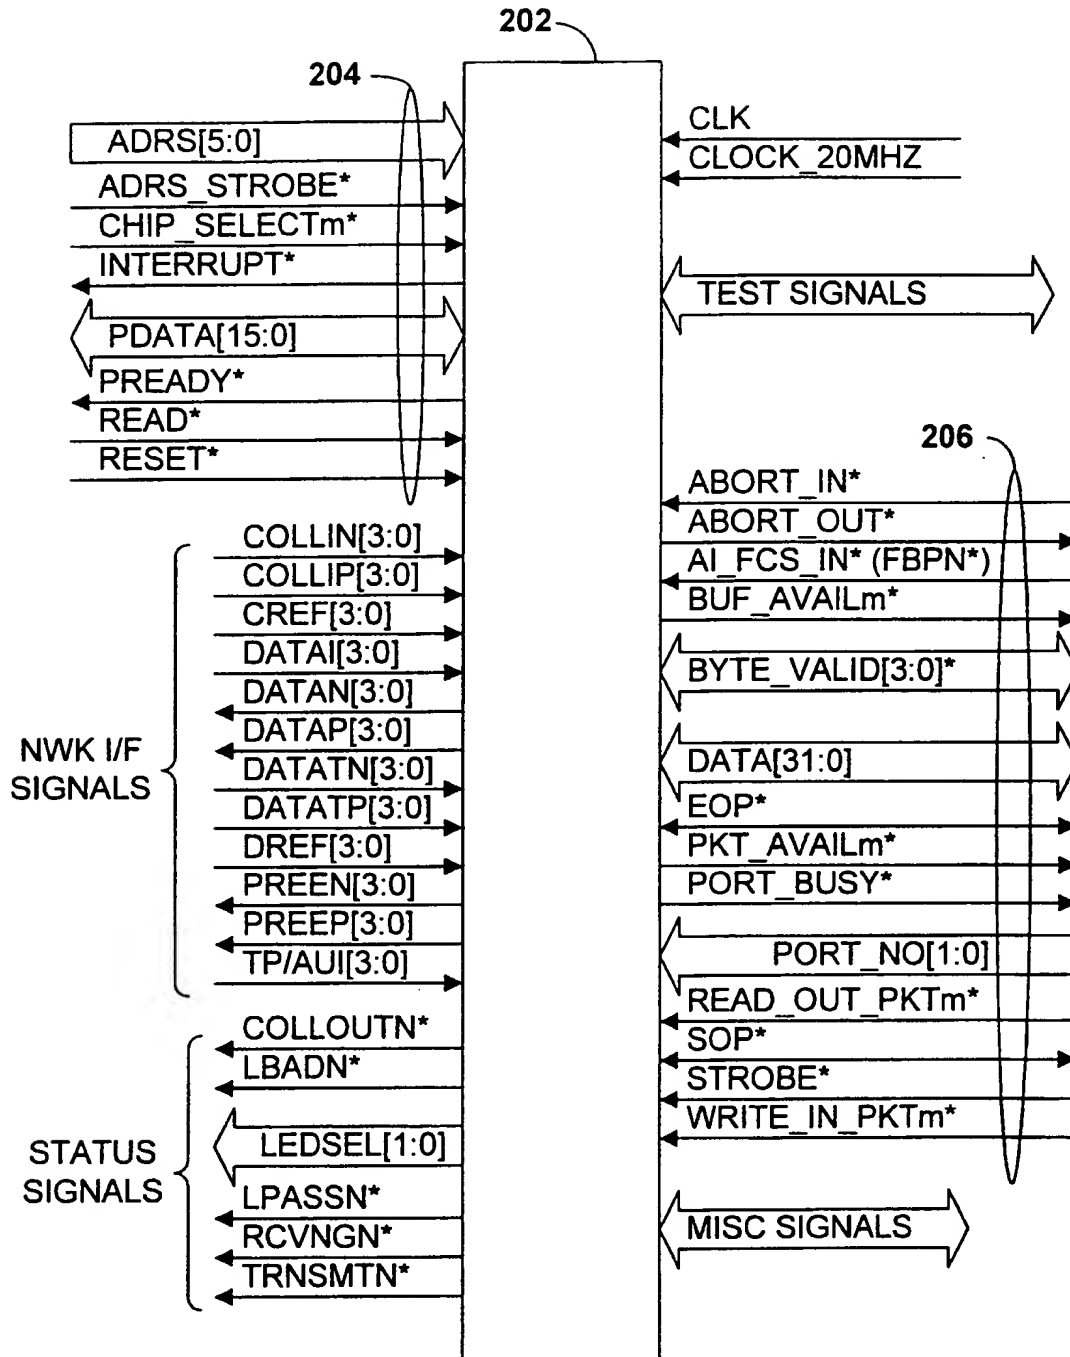 202
204
ADRS[5:0]
ADRS_STROBE*
CHIP_SELECTm*
INTERRUPT*
PDATA[15:0]
PREADY*
READ*
RESET*
CLK
CLOCK_20MHZ
TEST SIGNALS
206
ABORT_IN*
ABORT_OUT*
AI_FCS_IN* (FBPN*)
BUF_AVAILm*
BYTE_VALID[3:0]*
DATA[31:0]
EOP*
PKT_AVAILm*
PORT_BUSY*
PORT_NO[1:0]
READ_OUT_PKTm*
SOP*
STROBE*
WRITE_IN_PKTm*
MISC SIGNALS
NWK I/F
SIGNALS
COLLIN[3:0]
COLLIP[3:0]
CREF[3:0]
DATAI[3:0]
DATAN[3:0]
DATAP[3:0]
DATATN[3:0]
DATATP[3:0]
DREF[3:0]
PREEN[3:0]
PREEP[3:0]
TP/AUI[3:0]
STATUS
SIGNALS
COLLOUTN*
LBADN*
LEDSEL[1:0]
LPASSN*
RCVNGN*
TRNSMTN*